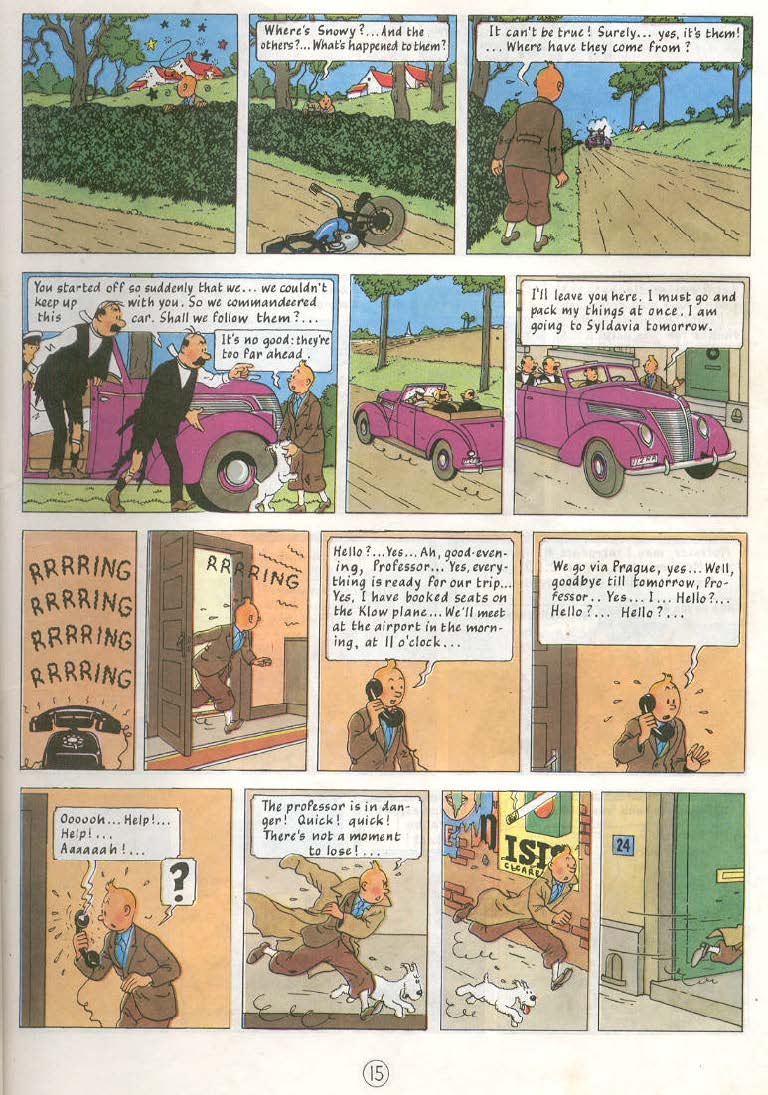 Where's Snowy?... And the
others?... What's happened to them?
It can't be true! Surely... yes, it's them!
... Where have they come from?
You started off so suddenly that we... we couldn't
keep up with you. So we commandeered
this car. Shall we follow them?...
It's no good: they're
too far ahead.
I'll leave you here. I must go and
pack my things at once. I am
going to Syldavia tomorrow.
RRRRING
RRRRING
RRRRING
RRRRING
RRRRING
Hello?...Yes... Ah, good-even-
ing, Professor... Yes, every-
thing is ready for our trip...
Yes, I have booked seats on
the Klow plane... We'll meet
at the airport in the morn-
ing, at 11 o'clock...
We go via Prague, yes... Well,
goodbye till tomorrow, Pro-
fessor.. Yes... I... Hello?...
Hello?... Hello?...
Oooooh... Help!...
Help!...
Aaaaaah!...
?
The professor is in dan-
ger! Quick! quick!
There's not a moment
to lose!...
ISIS
24
15